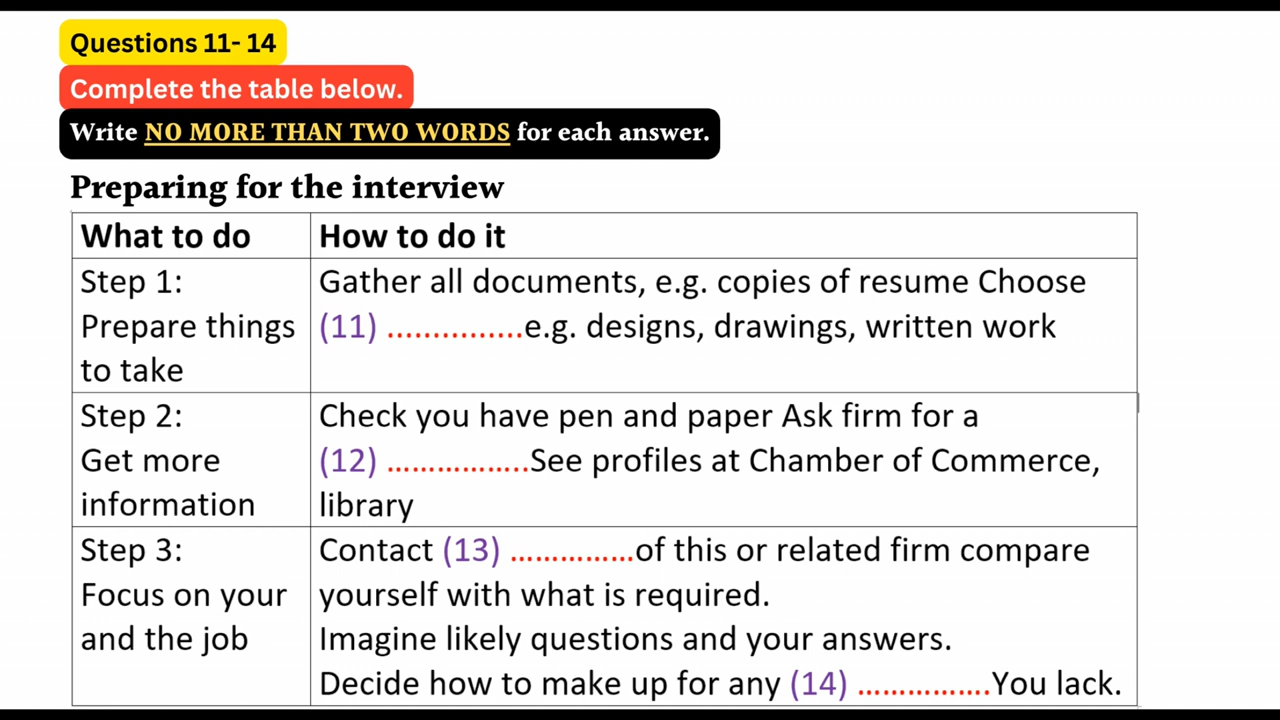 Questions 11- 14
Complete the table below.
Write NO MORE THAN TWO WORDS for each answer.
Preparing for the interview
What to do
How to do it
Step 1:
Prepare things
to take
Gather all documents, e.g. copies of resume Choose
(11) ...............e.g. designs, drawings, written work
Step 2:
Get more
information
Check you have pen and paper Ask firm for a
(12) ……………..See profiles at Chamber of Commerce,
library
Step 3:
Focus on your
and the job
Contact (13) ……………of this or related firm compare
yourself with what is required.
Imagine likely questions and your answers.
Decide how to make up for any (14) …………….You lack.